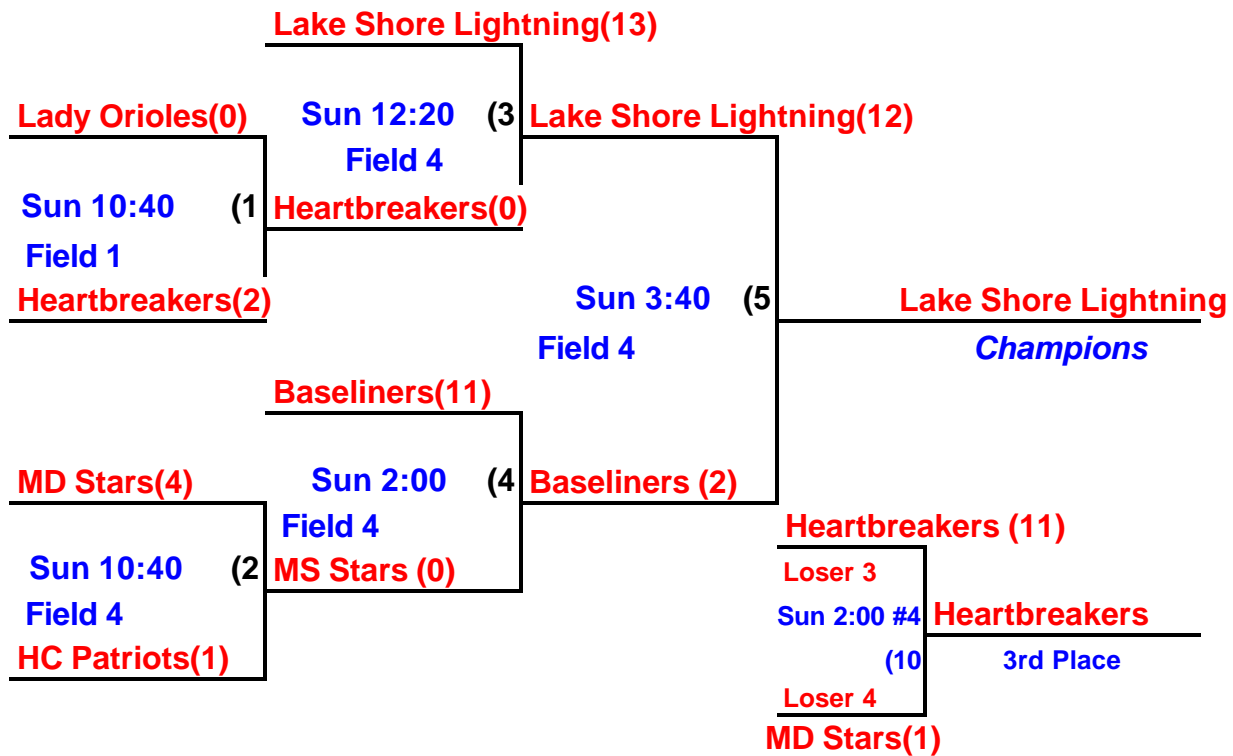 Lake Shore Lightning(13)
Lady Orioles(0)
Sun 12:20 (3
Lake Shore Lightning(12)
Field 4
Sun 10:40 (1
Heartbreakers(0)
Field 1
Heartbreakers(2)
Sun 3:40 (5
Lake Shore Lightning
Field 4
Champions
Baseliners(11)
MD Stars(4)
Sun 2:00 (4
Baseliners (2)
Field 4
Heartbreakers (11)
Sun 10:40 (2
MS Stars (0)
Loser 3
Field 4
Sun 2:00 #4
Heartbreakers
HC Patriots(1)
(10
3rd Place
Loser 4
MD Stars(1)